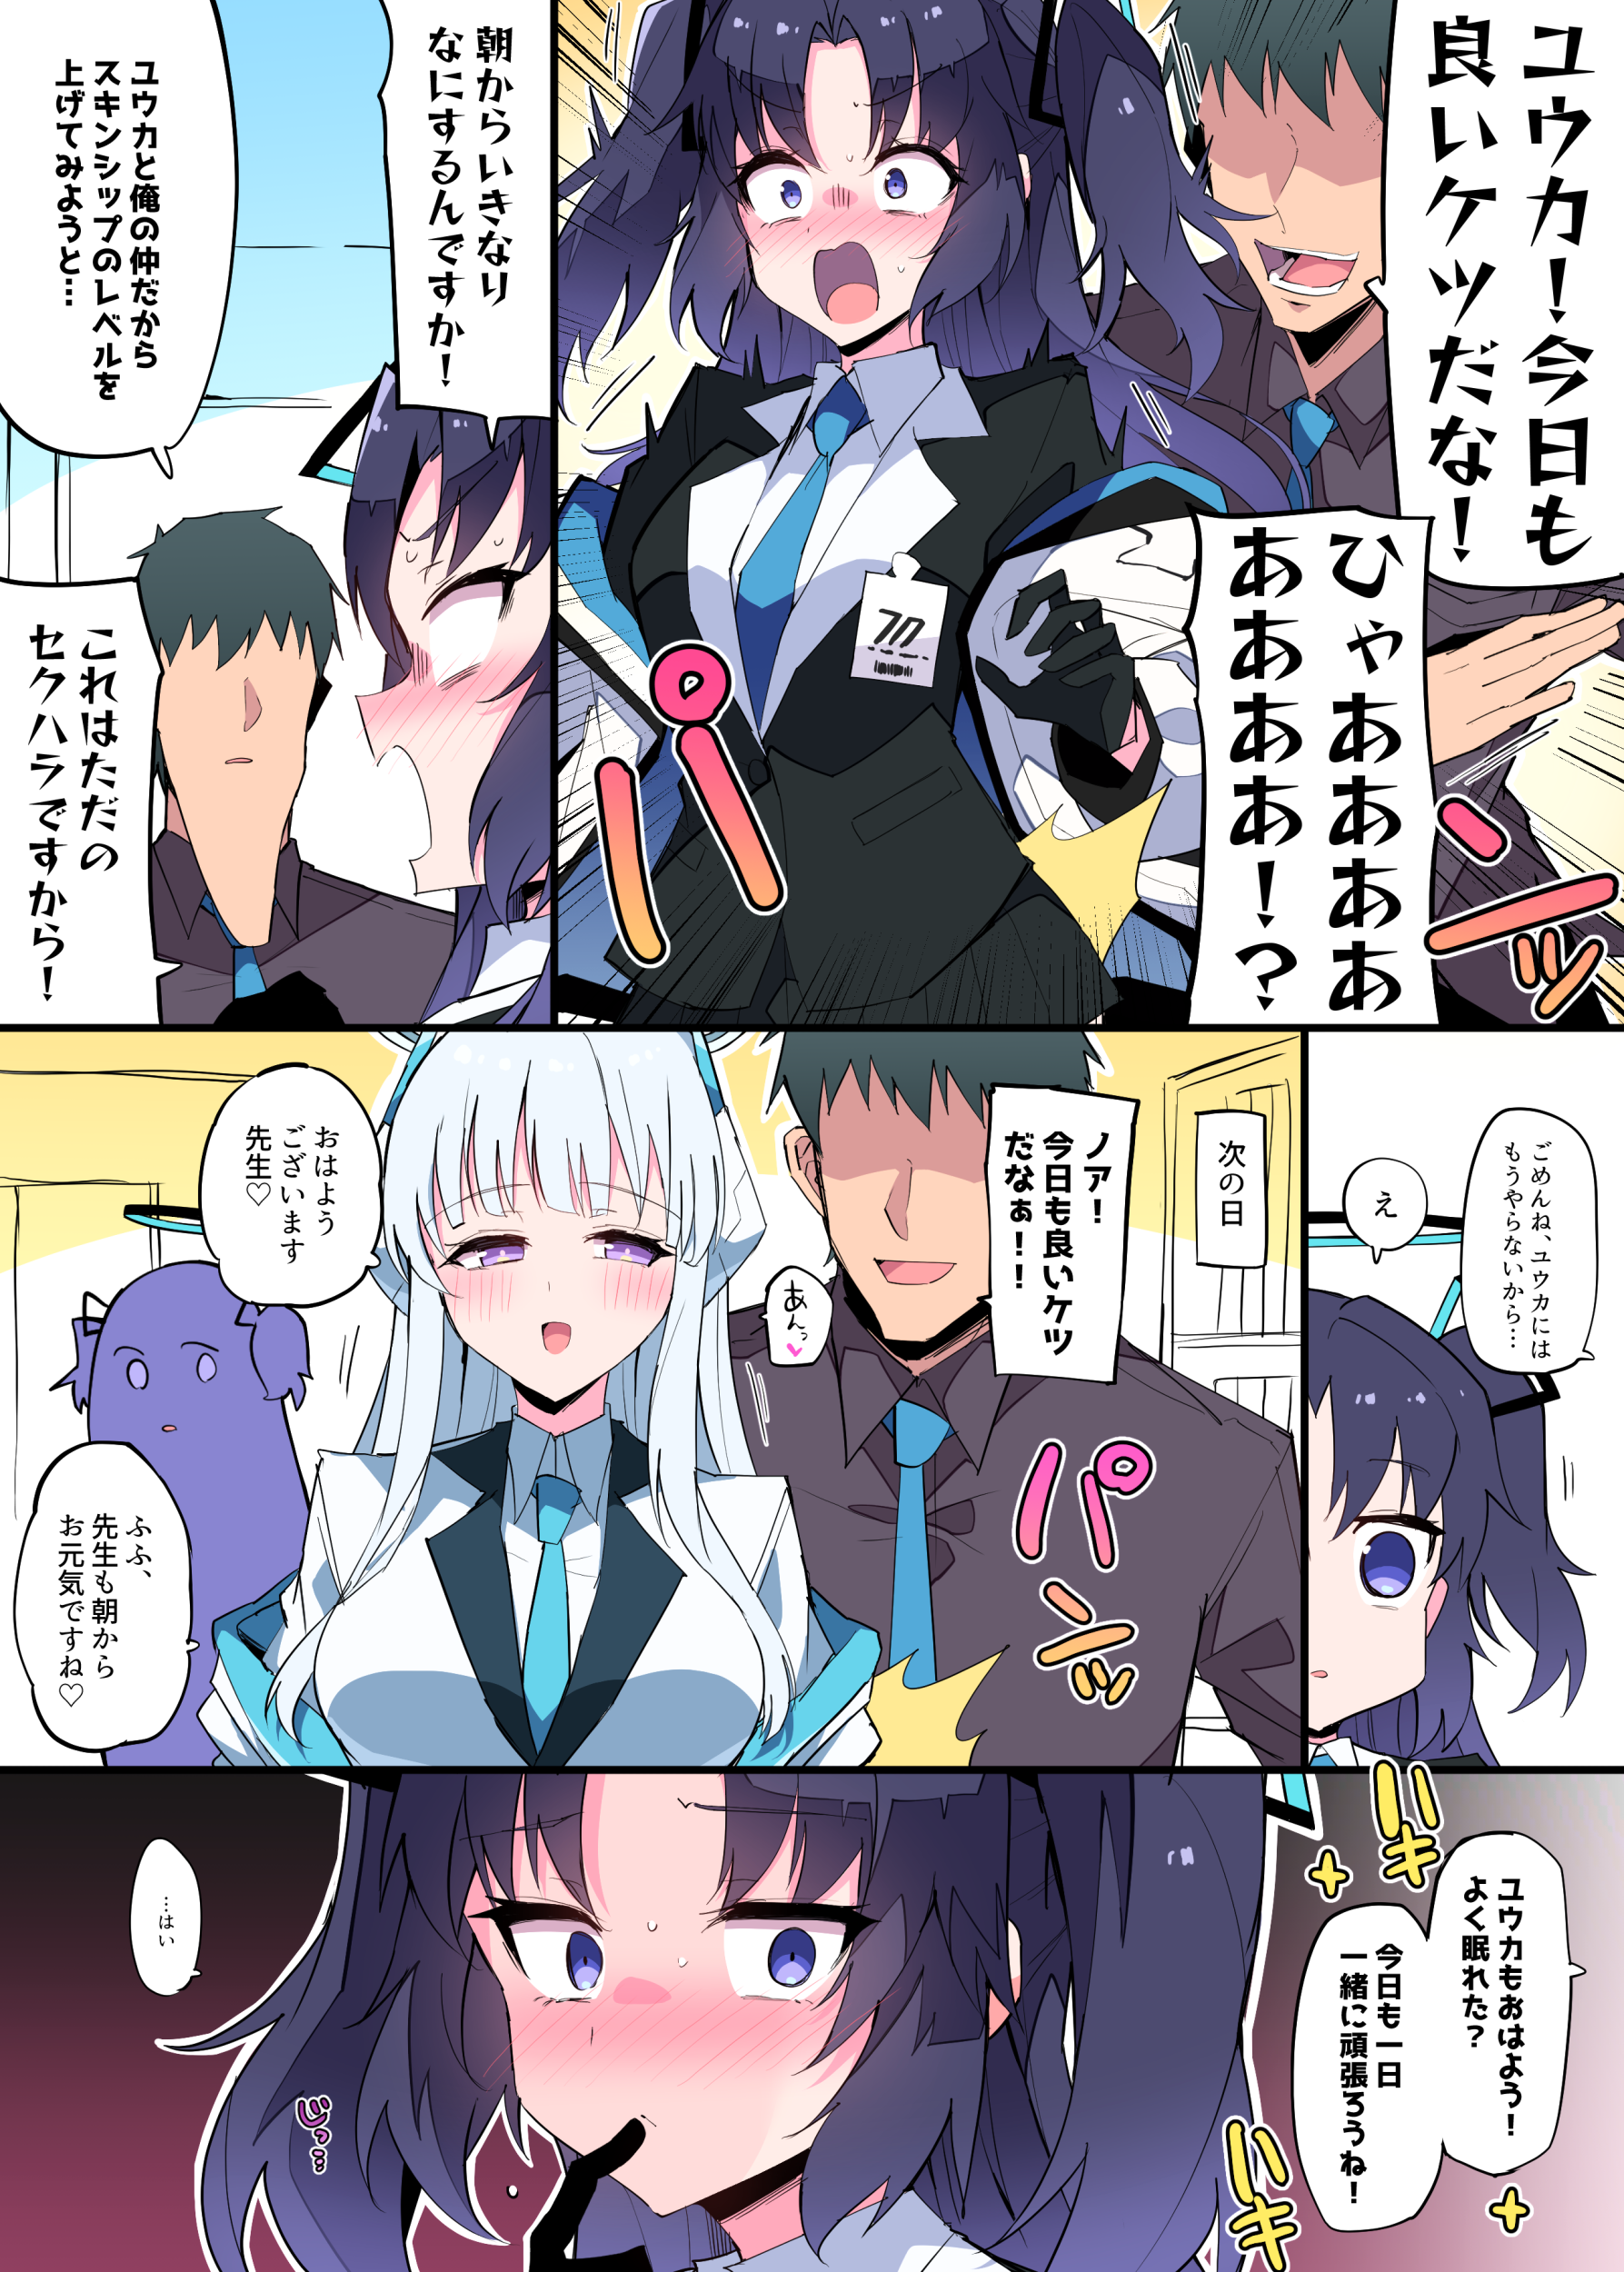 ユウカ!今日も
良いケツだな!
ひゃあああああ
ああああああ!?
パーンッ
朝からいきなり
なにするんですか!
ユウカと俺の仲だから
スキンシップのレベルを
上げてみようと…
これはただの
セクハラですから!
ごめんね、ユウカには
もうやらないから…
え
次の日
ノア!
今日も良いケツ
だなぁ!!
あんっ♥
パーンッ
おはよう
ございます
先生♡
ふふ、
先生も朝から
お元気ですね♡
ハキ
ユウカもおはよう!
よく眠れた?
今日も一日
一緒に頑張ろうね!
ハキ
じっ…
…はい